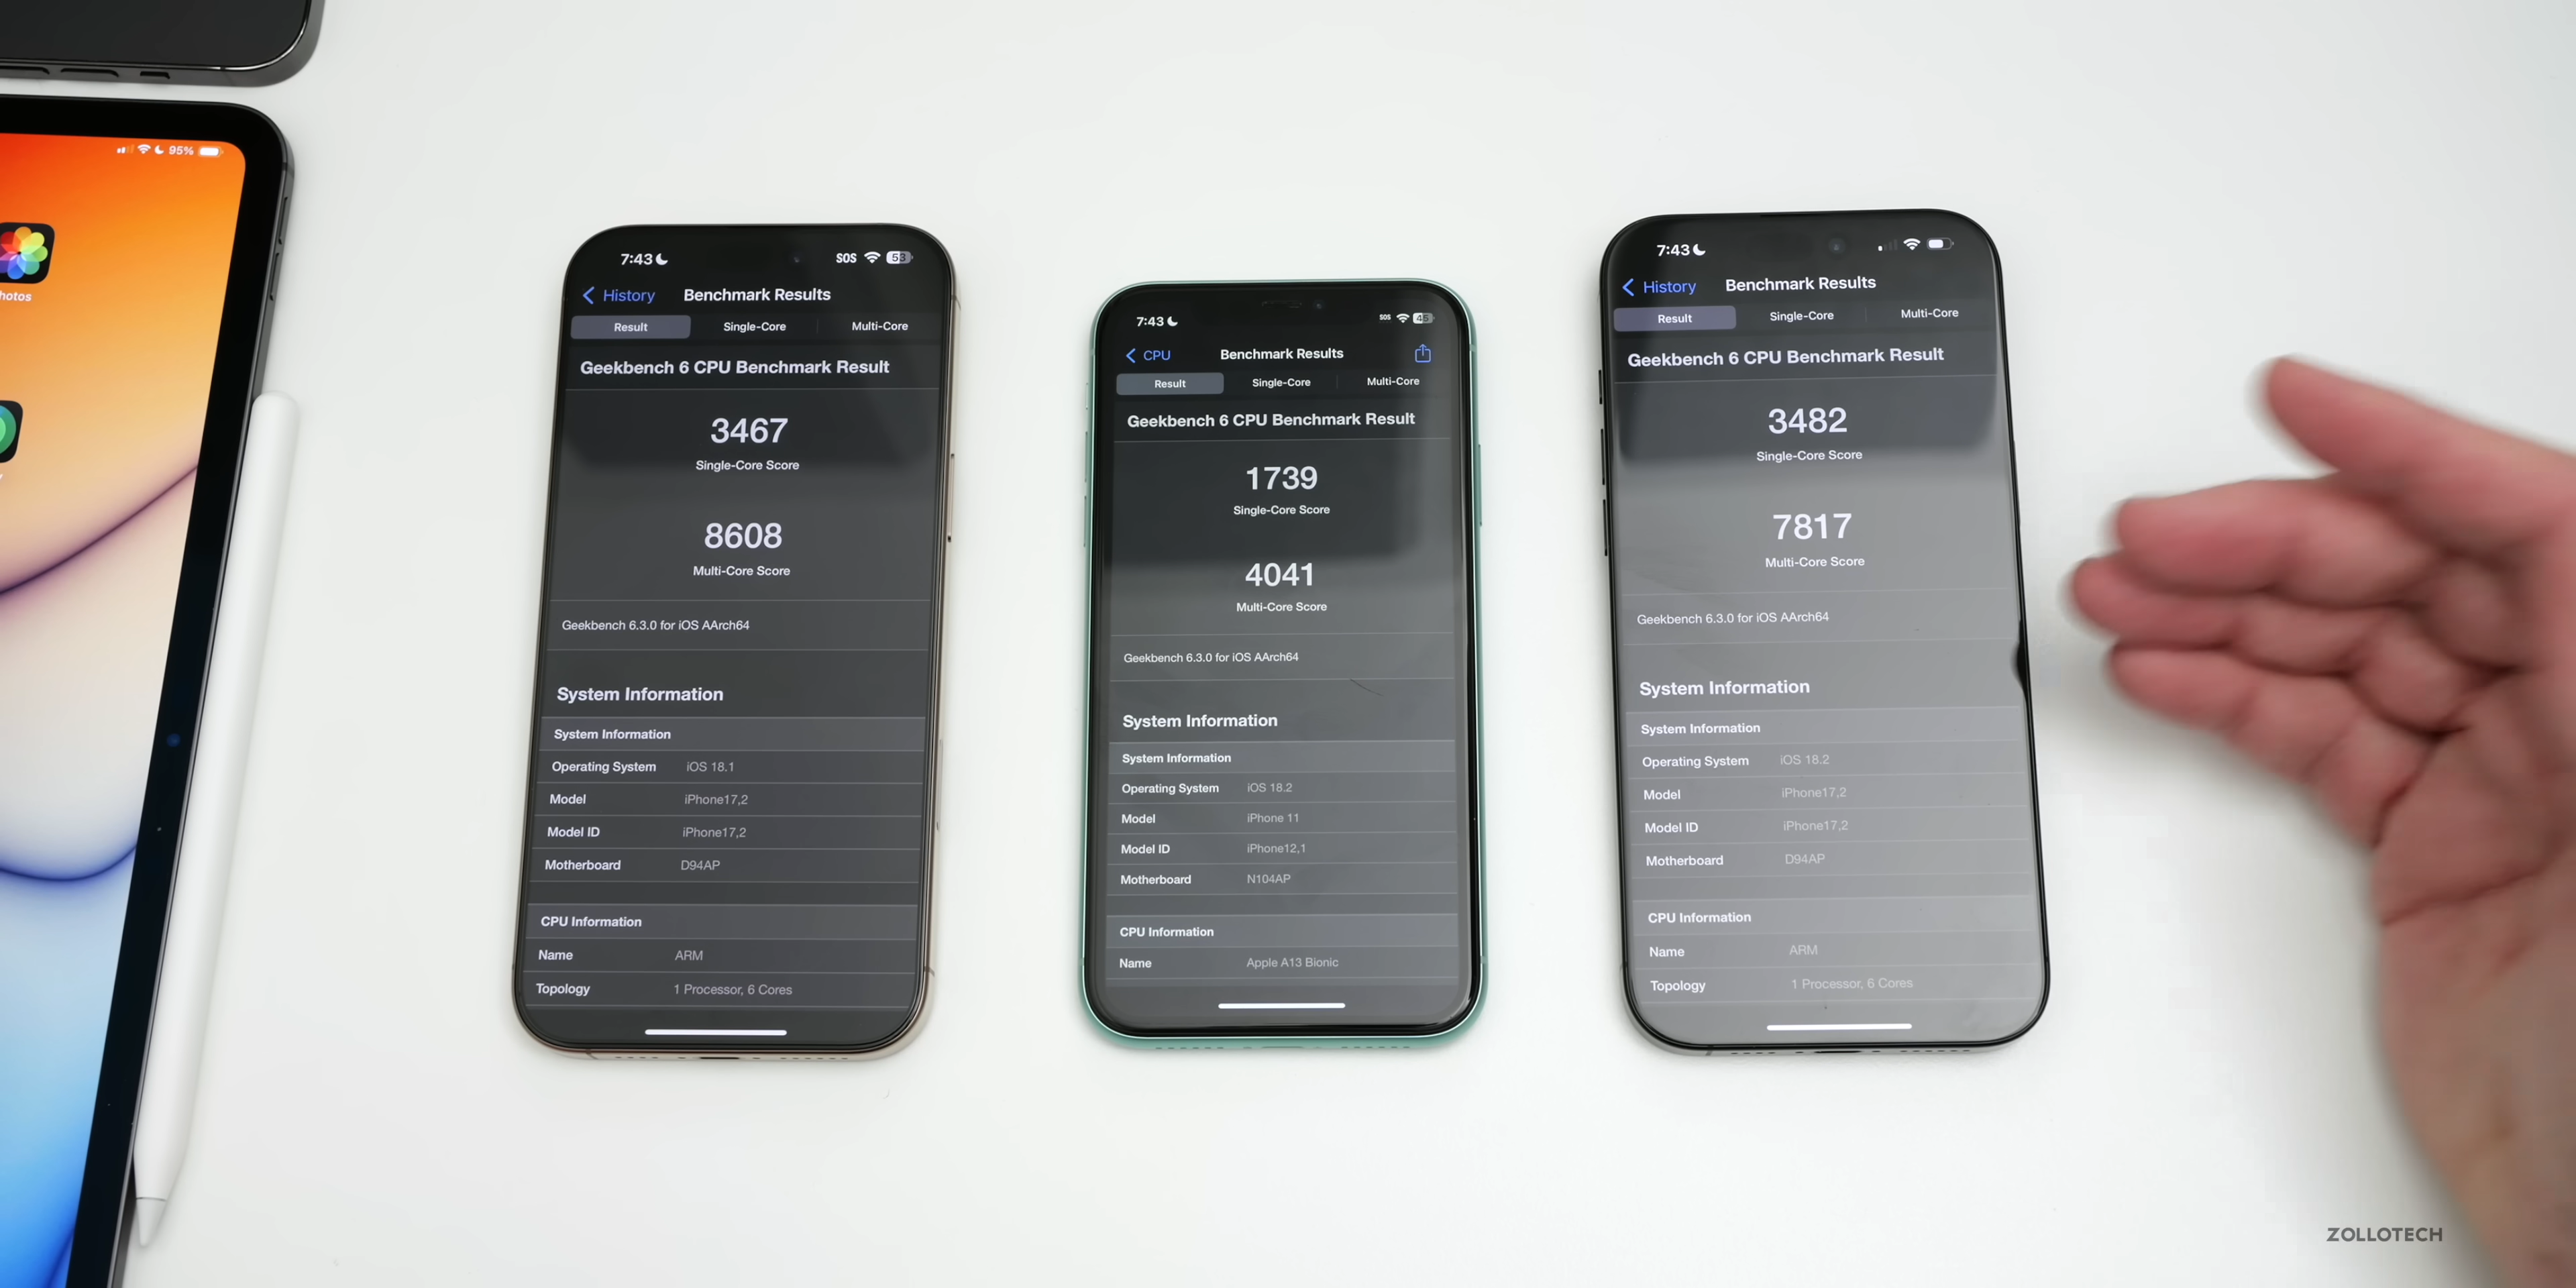 95%
hotos
7:43
SOS
53
History
Benchmark Results
Result
Single-Core
Multi-Core
Geekbench 6 CPU Benchmark Result
3467
Single-Core Score
8608
Multi-Core Score
Geekbench 6.3.0 for iOS AArch64
System Information
System Information
Operating System iOS 18.1
Model iPhone17,2
Model ID iPhone17,2
Motherboard D94AP
CPU Information
Name ARM
Topology 1 Processor, 6 Cores
7:43
SOS
45
CPU
Benchmark Results
Result
Single-Core
Multi-Core
Geekbench 6 CPU Benchmark Result
1739
Single-Core Score
4041
Multi-Core Score
Geekbench 6.3.0 for iOS AArch64
System Information
System Information
Operating System iOS 18.2
Model iPhone 11
Model ID iPhone12,1
Motherboard N104AP
CPU Information
Name Apple A13 Bionic
7:43
History
Benchmark Results
Result
Single-Core
Multi-Core
Geekbench 6 CPU Benchmark Result
3482
Single-Core Score
7817
Multi-Core Score
Geekbench 6.3.0 for iOS AArch64
System Information
System Information
Operating System iOS 18.2
Model iPhone17,2
Model ID iPhone17,2
Motherboard D94AP
CPU Information
Name ARM
Topology 1 Processor, 6 Cores
ZOLLOTECH